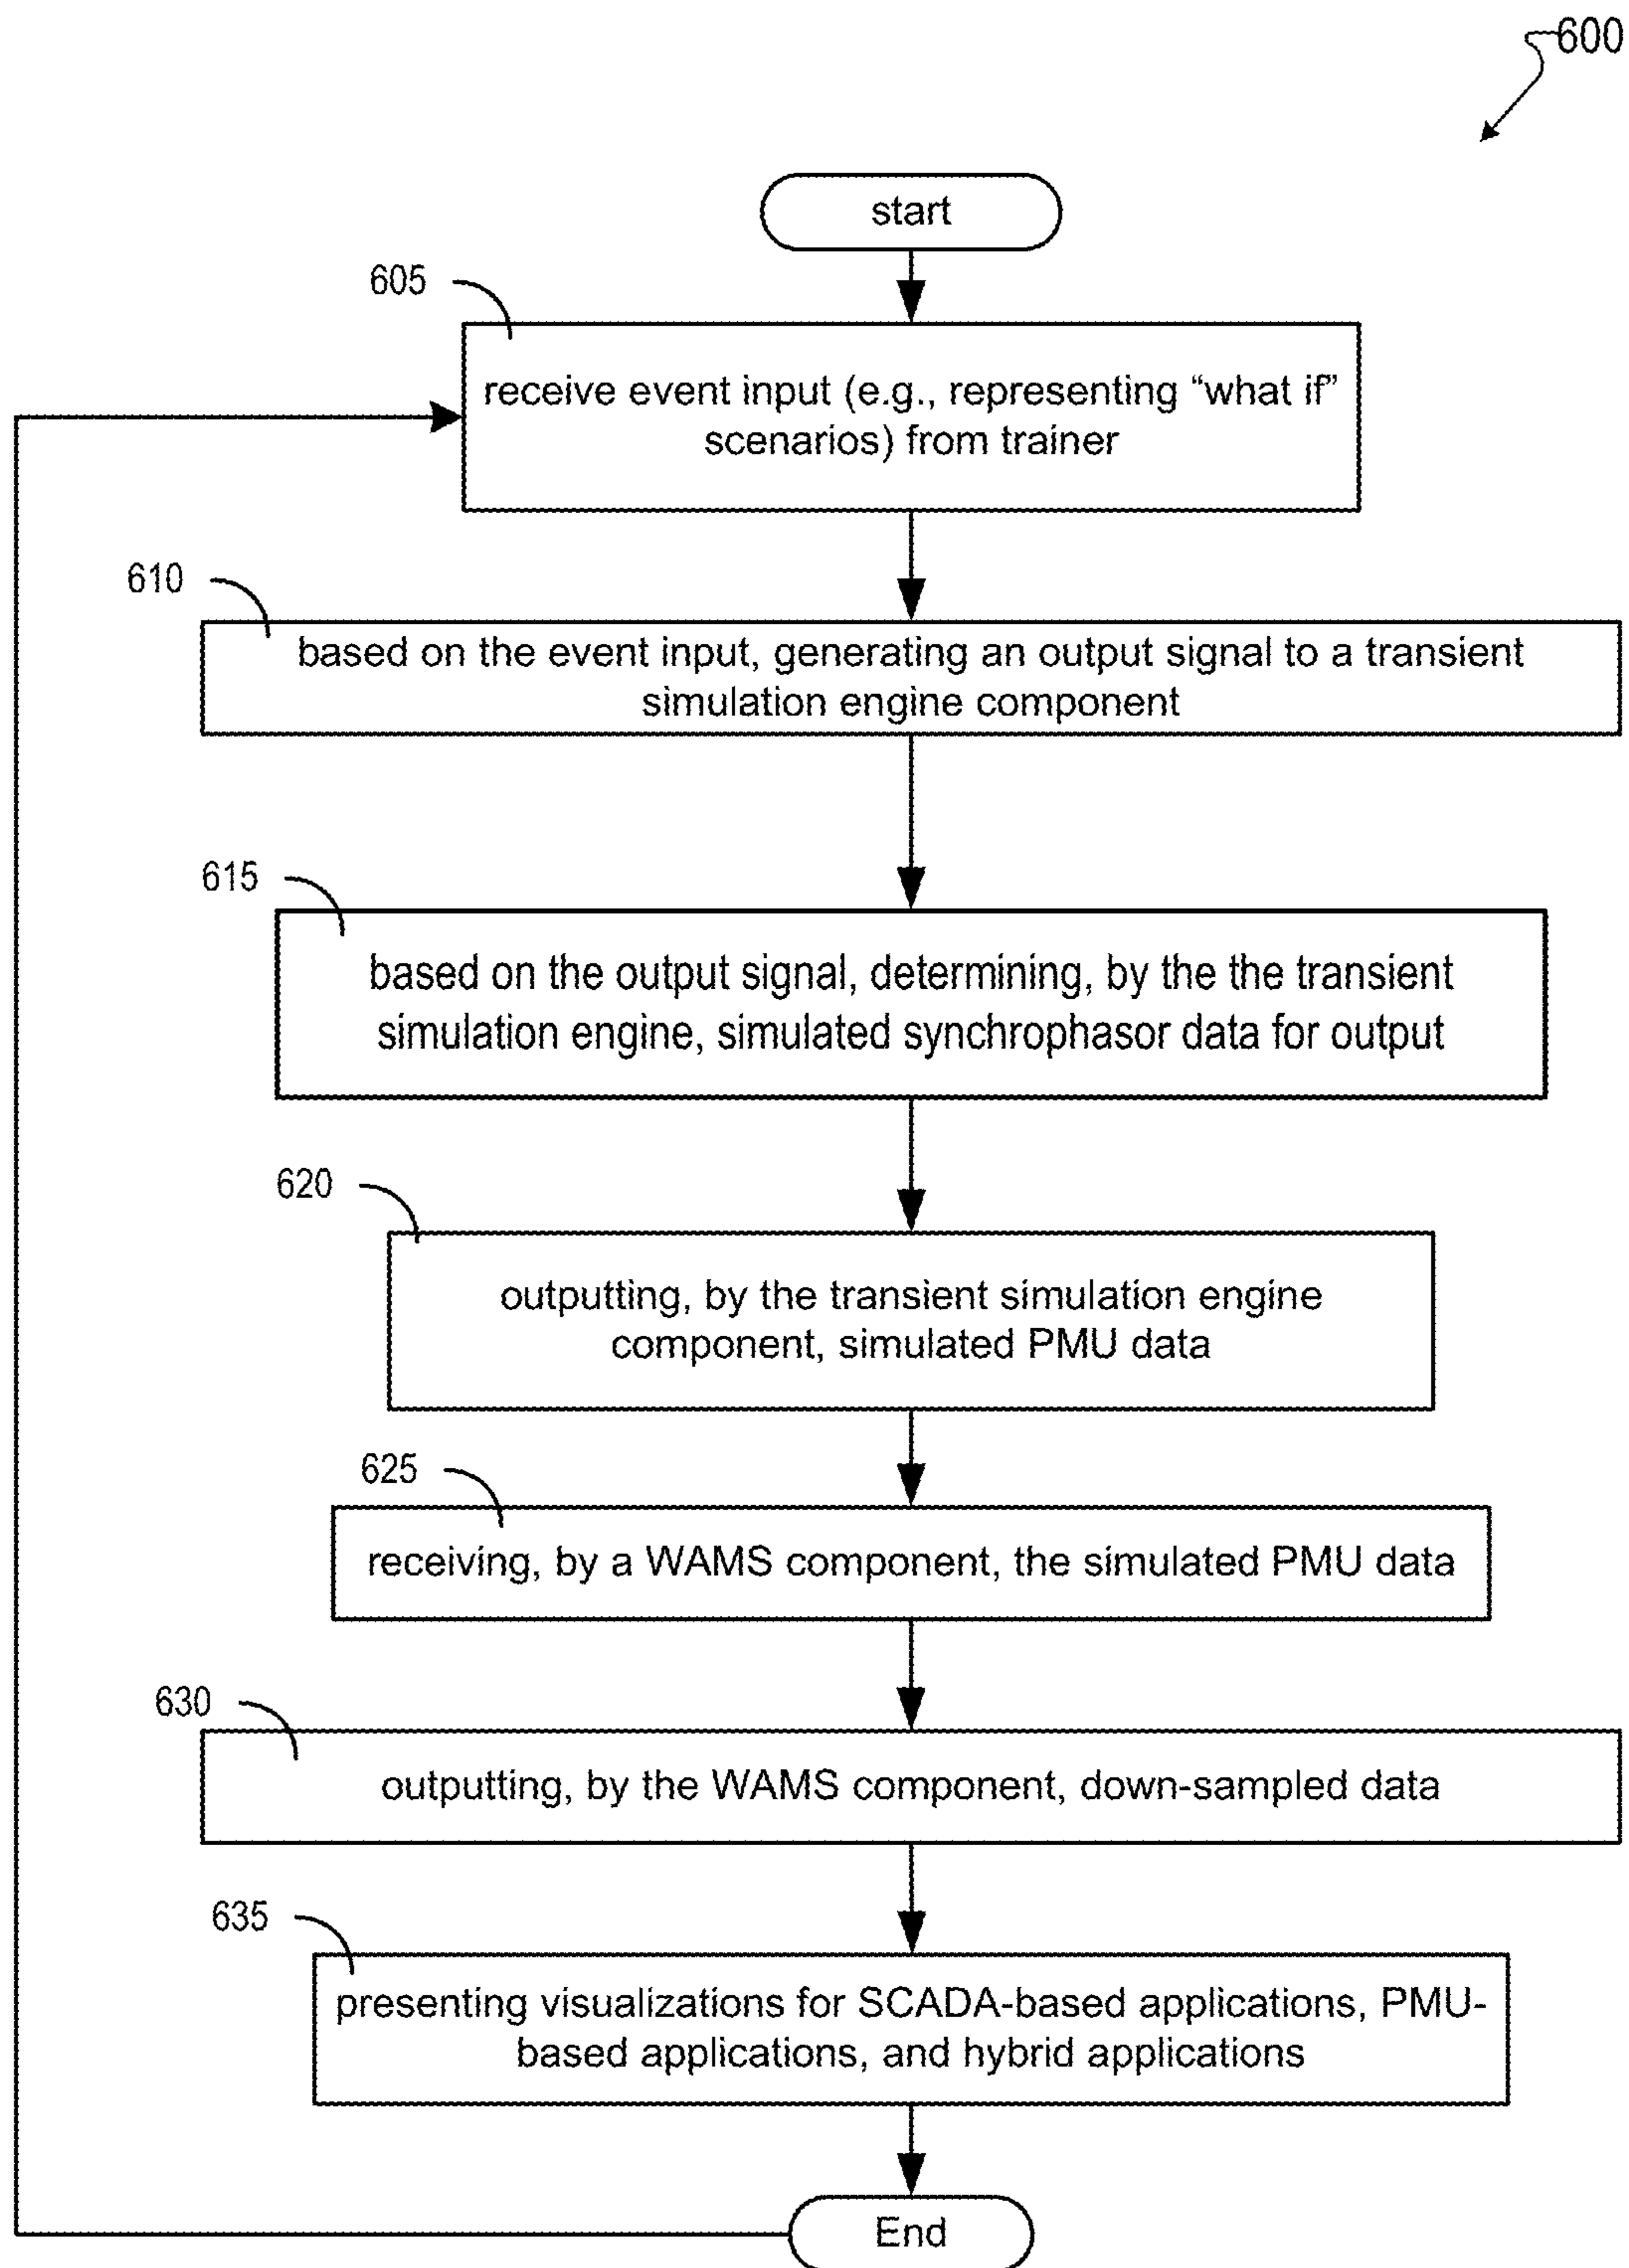 600
start
605
receive event input (e.g., representing “what if”
scenarios) from trainer
610
based on the event input, generating an output signal to a transient
simulation engine component
615
based on the output signal, determining, by the the transient
simulation engine, simulated synchrophasor data for output
620
outputting, by the transient simulation engine
component, simulated PMU data
625
receiving, by a WAMS component, the simulated PMU data
630
outputting, by the WAMS component, down-sampled data
635
presenting visualizations for SCADA-based applications, PMU-
based applications, and hybrid applications
End